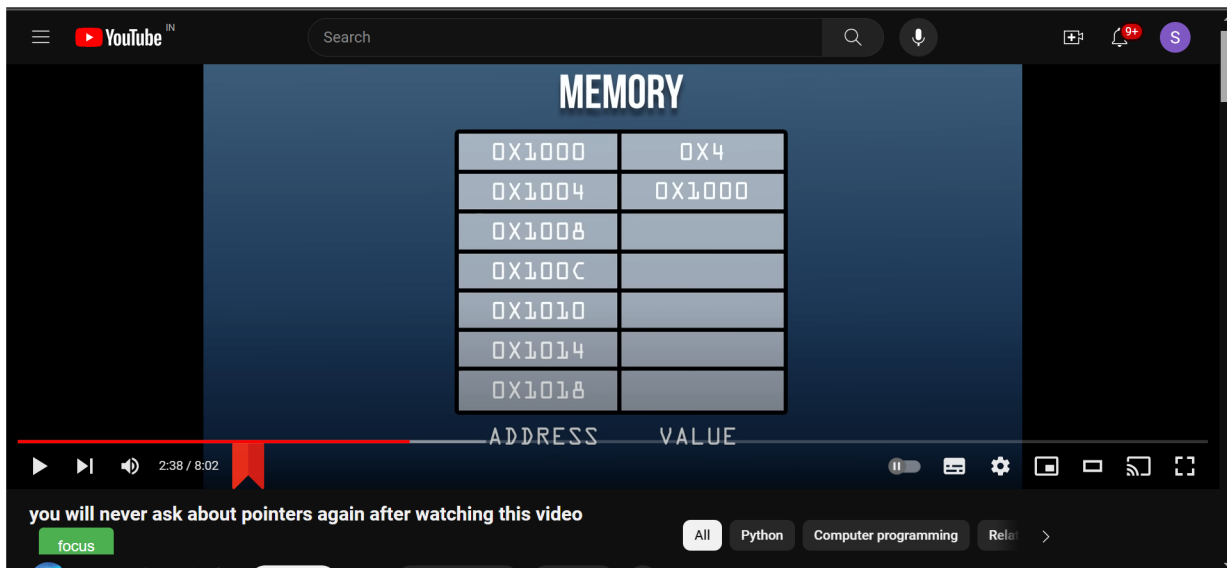 YouTube IN
Search
9+
S
MEMORY
0X1000 0X4
0X1004 0X1000
0X1008
0X100C
0X1010
0X1014
0X1018
ADDRESS VALUE
2:38 / 8:02
you will never ask about pointers again after watching this video
focus
All Python Computer programming Relat